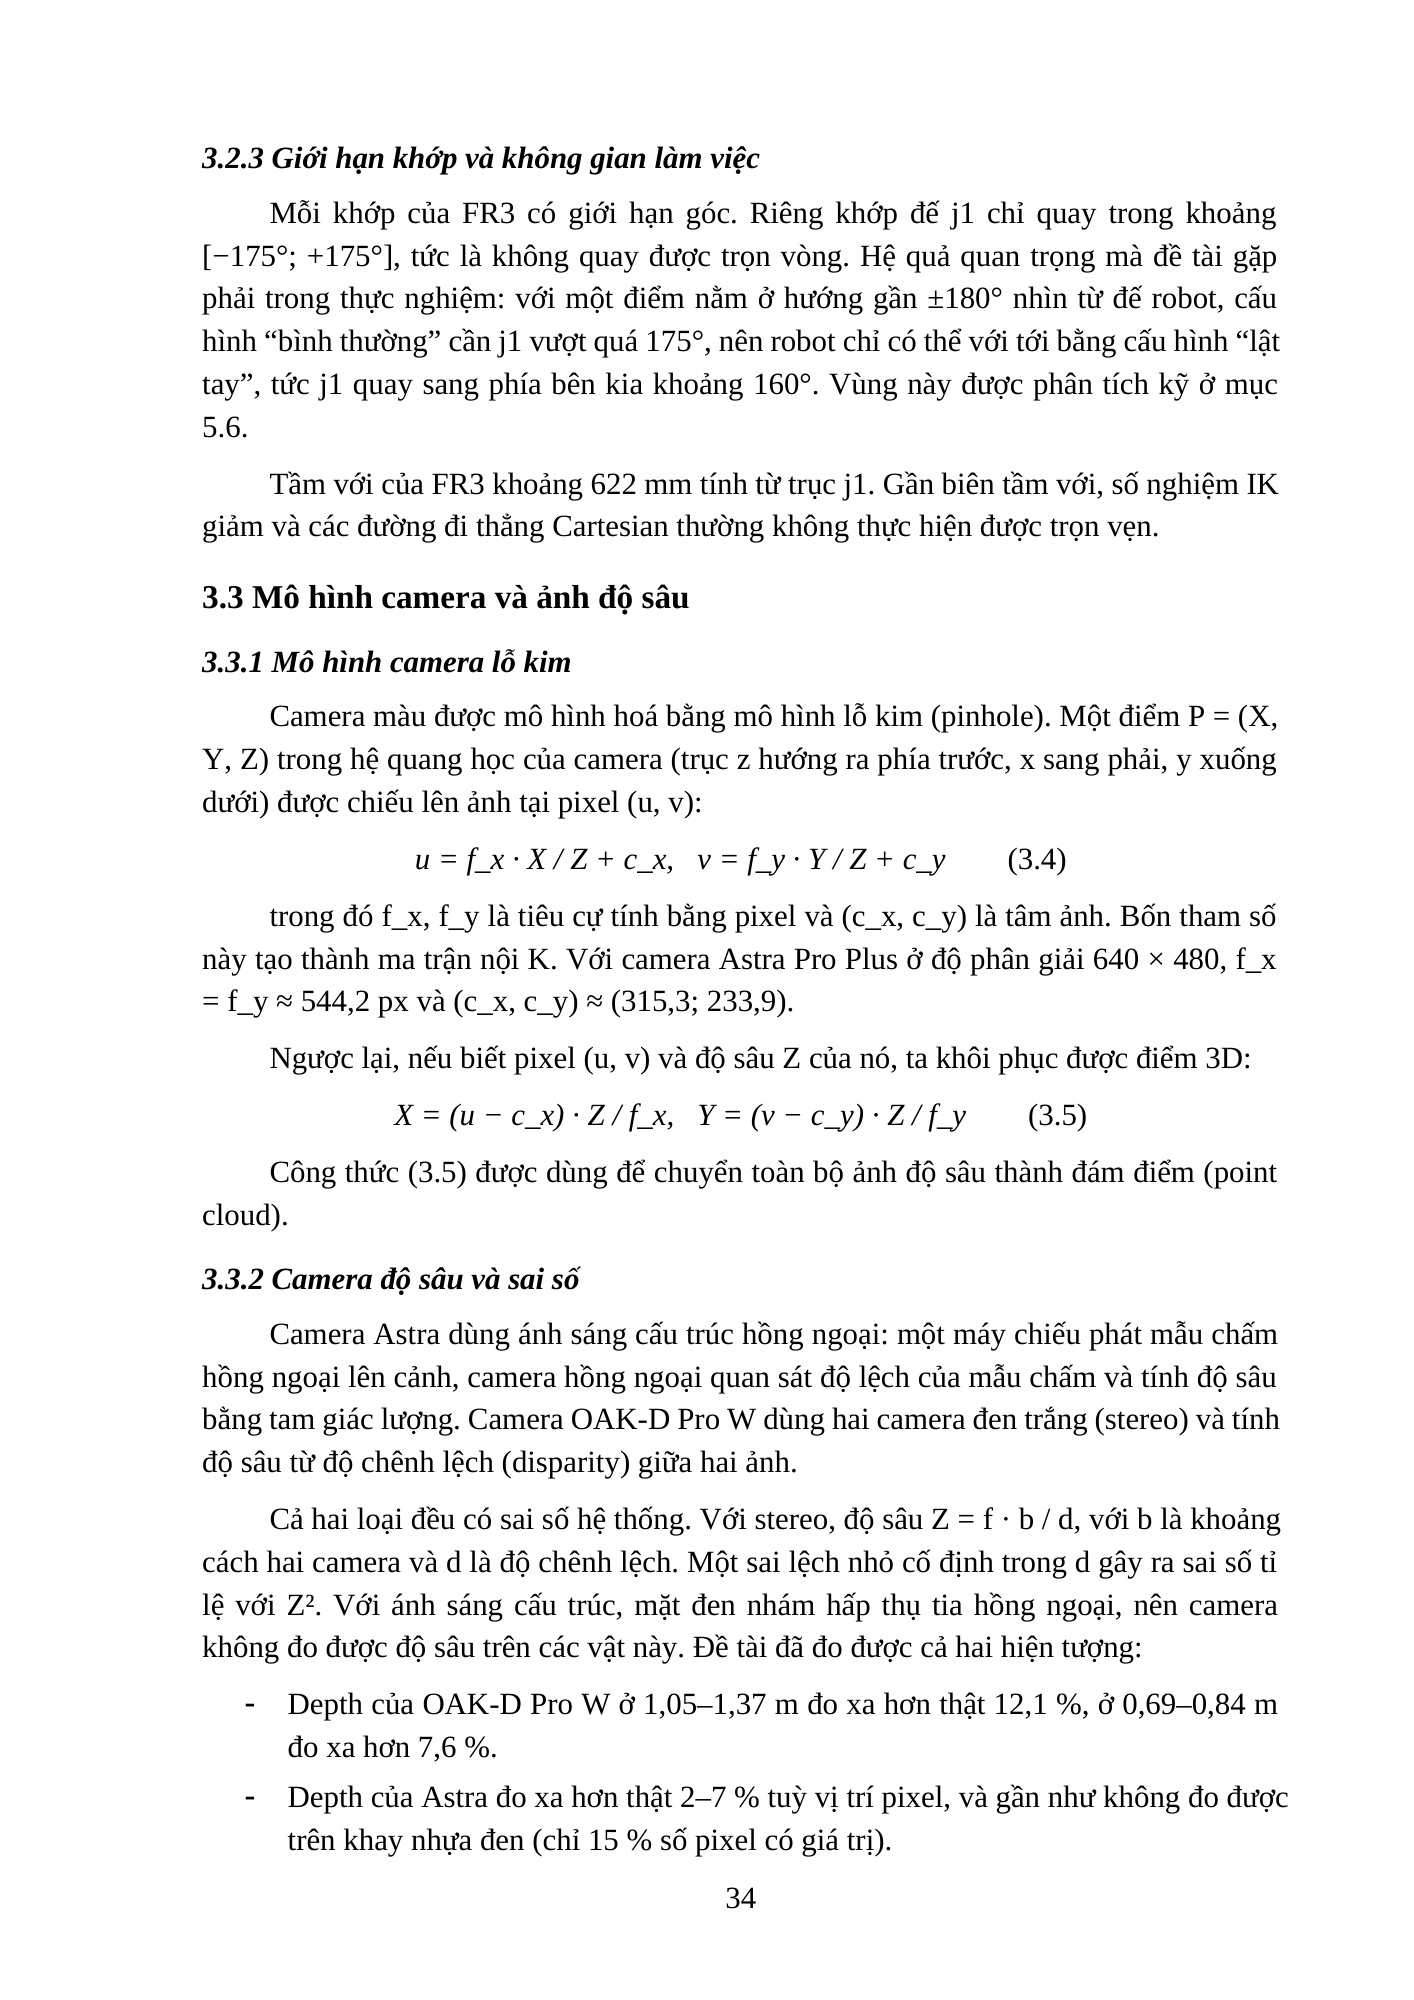 3.2.3 Giới hạn khớp và không gian làm việc
Mỗi khớp của FR3 có giới hạn góc. Riêng khớp đế j1 chỉ quay trong khoảng
[−175°; +175°], tức là không quay được trọn vòng. Hệ quả quan trọng mà đề tài gặp
phải trong thực nghiệm: với một điểm nằm ở hướng gần ±180° nhìn từ đế robot, cấu
hình “bình thường” cần j1 vượt quá 175°, nên robot chỉ có thể với tới bằng cấu hình “lật
tay”, tức j1 quay sang phía bên kia khoảng 160°. Vùng này được phân tích kỹ ở mục
5.6.
Tầm với của FR3 khoảng 622 mm tính từ trục j1. Gần biên tầm với, số nghiệm IK
giảm và các đường đi thẳng Cartesian thường không thực hiện được trọn vẹn.
3.3 Mô hình camera và ảnh độ sâu
3.3.1 Mô hình camera lỗ kim
Camera màu được mô hình hoá bằng mô hình lỗ kim (pinhole). Một điểm P = (X,
Y, Z) trong hệ quang học của camera (trục z hướng ra phía trước, x sang phải, y xuống
dưới) được chiếu lên ảnh tại pixel (u, v):
u = f_x · X / Z + c_x, v = f_y · Y / Z + c_y (3.4)
trong đó f_x, f_y là tiêu cự tính bằng pixel và (c_x, c_y) là tâm ảnh. Bốn tham số
này tạo thành ma trận nội K. Với camera Astra Pro Plus ở độ phân giải 640 × 480, f_x
= f_y ≈ 544,2 px và (c_x, c_y) ≈ (315,3; 233,9).
Ngược lại, nếu biết pixel (u, v) và độ sâu Z của nó, ta khôi phục được điểm 3D:
X = (u − c_x) · Z / f_x, Y = (v − c_y) · Z / f_y (3.5)
Công thức (3.5) được dùng để chuyển toàn bộ ảnh độ sâu thành đám điểm (point
cloud).
3.3.2 Camera độ sâu và sai số
Camera Astra dùng ánh sáng cấu trúc hồng ngoại: một máy chiếu phát mẫu chấm
hồng ngoại lên cảnh, camera hồng ngoại quan sát độ lệch của mẫu chấm và tính độ sâu
bằng tam giác lượng. Camera OAK-D Pro W dùng hai camera đen trắng (stereo) và tính
độ sâu từ độ chênh lệch (disparity) giữa hai ảnh.
Cả hai loại đều có sai số hệ thống. Với stereo, độ sâu Z = f · b / d, với b là khoảng
cách hai camera và d là độ chênh lệch. Một sai lệch nhỏ cố định trong d gây ra sai số tỉ
lệ với Z². Với ánh sáng cấu trúc, mặt đen nhám hấp thụ tia hồng ngoại, nên camera
không đo được độ sâu trên các vật này. Đề tài đã đo được cả hai hiện tượng:
- Depth của OAK-D Pro W ở 1,05–1,37 m đo xa hơn thật 12,1 %, ở 0,69–0,84 m
đo xa hơn 7,6 %.
- Depth của Astra đo xa hơn thật 2–7 % tuỳ vị trí pixel, và gần như không đo được
trên khay nhựa đen (chỉ 15 % số pixel có giá trị).
34